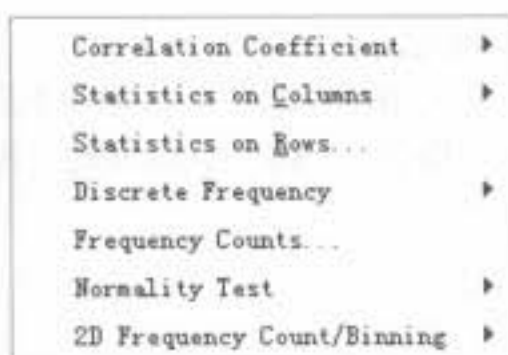 Correlation Coefficient
Statistics on Columns
Statistics on Rows...
Discrete Frequency
Frequency Counts...
Normality Test
2D Frequency Count/Binning